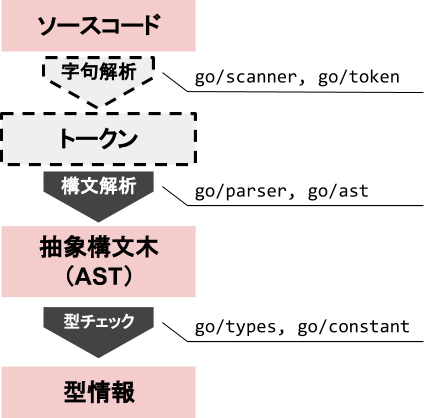 ソースコード
字句解析
go/scanner, go/token
トークン
構文解析
go/parser, go/ast
抽象構文木
（AST）
型チェック
go/types, go/constant
型情報